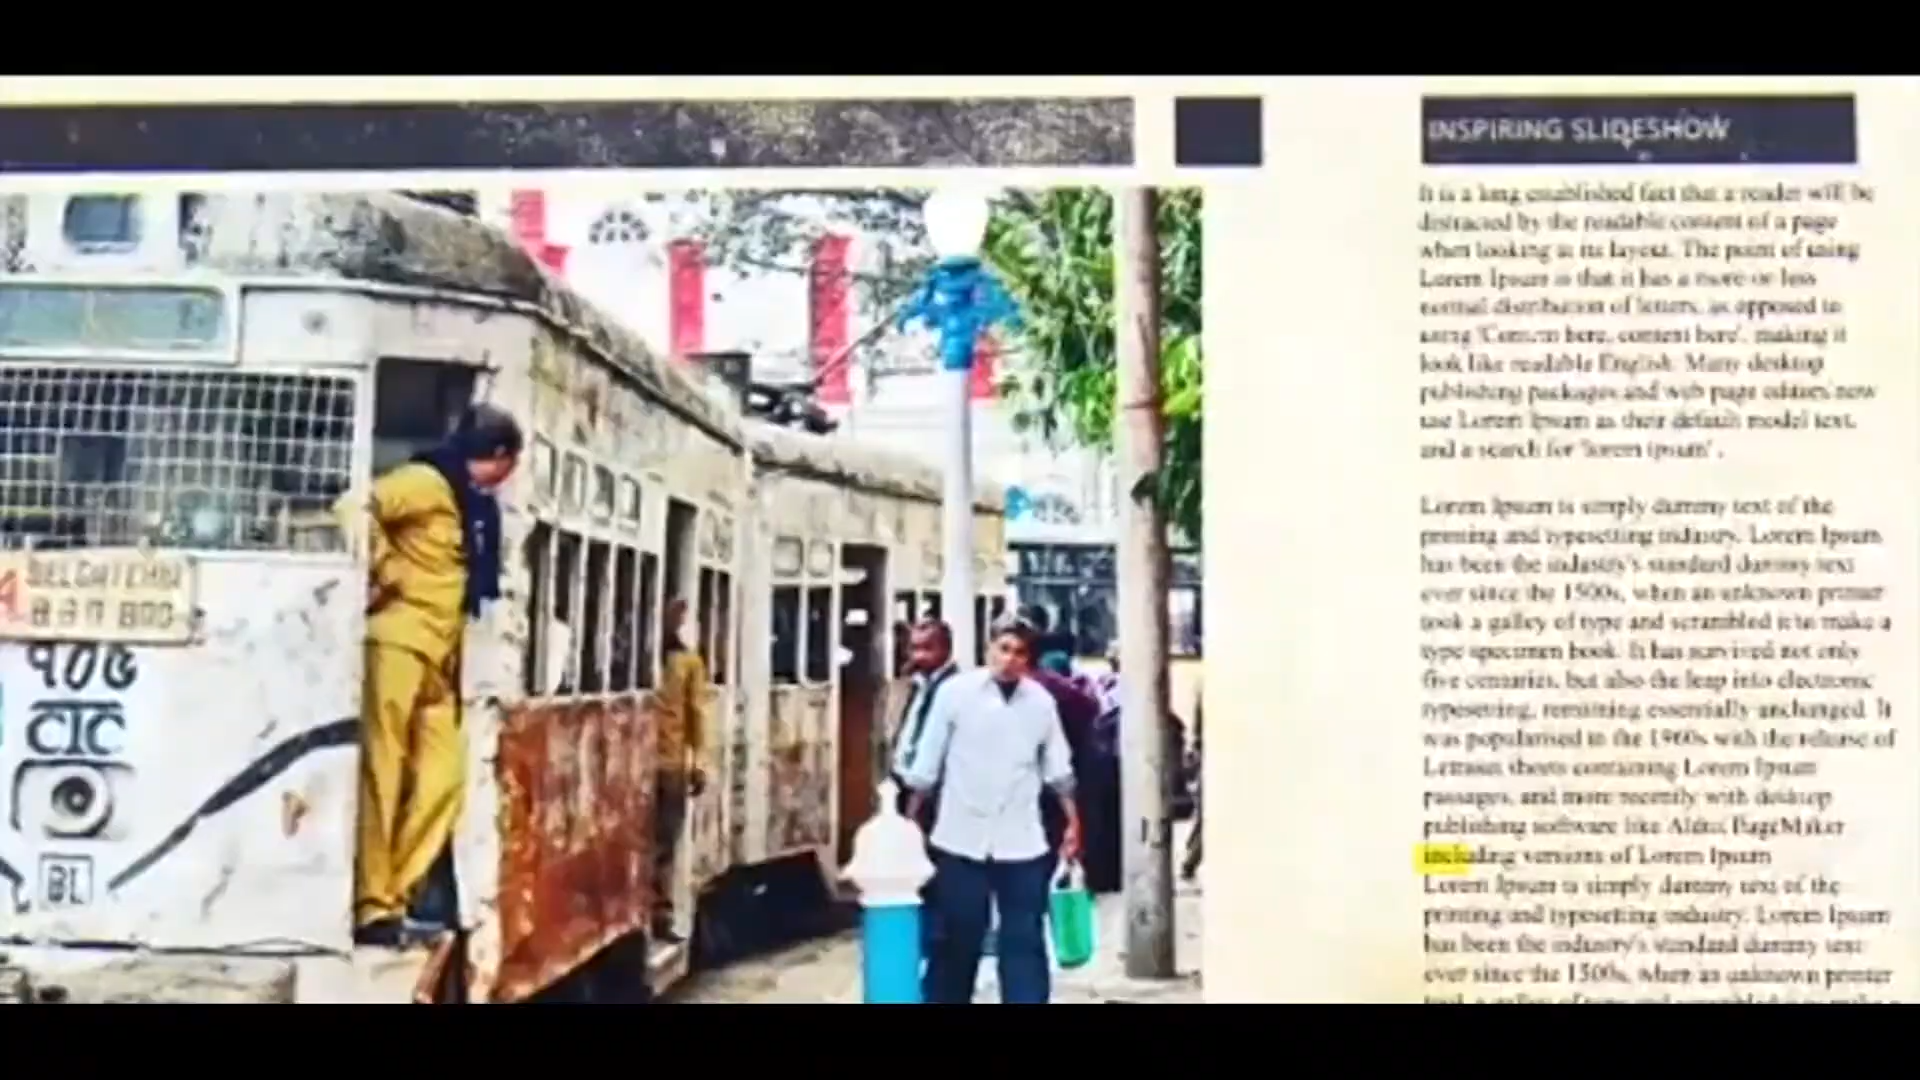 INSPIRING SLIDESHOW
It is a long established fact that a reader will be
distracted by the readable content of a page
when looking at its layout. The point of using
Lorem Ipsum is that it has a more-or-less
normal distribution of letters, as opposed to
using 'Content here, content here', making it
look like readable English. Many desktop
publishing packages and web page editors now
use Lorem Ipsum as their default model text,
and a search for 'lorem ipsum' .
Lorem Ipsum is simply dummy text of the
printing and typesetting industry. Lorem Ipsum
has been the industry's standard dummy text
ever since the 1500s, when an unknown printer
took a galley of type and scrambled it to make a
type specimen book. It has survived not only
five centuries, but also the leap into electronic
typesetting, remaining essentially unchanged. It
was popularised in the 1960s with the release of
Letraset sheets containing Lorem Ipsum
passages, and more recently with desktop
publishing software like Aldus PageMaker
including versions of Lorem Ipsum
Lorem Ipsum is simply dummy text of the
printing and typesetting industry. Lorem Ipsum
has been the industry's standard dummy text
ever since the 1500s, when an unknown printer
৭০৬
CTC
BL